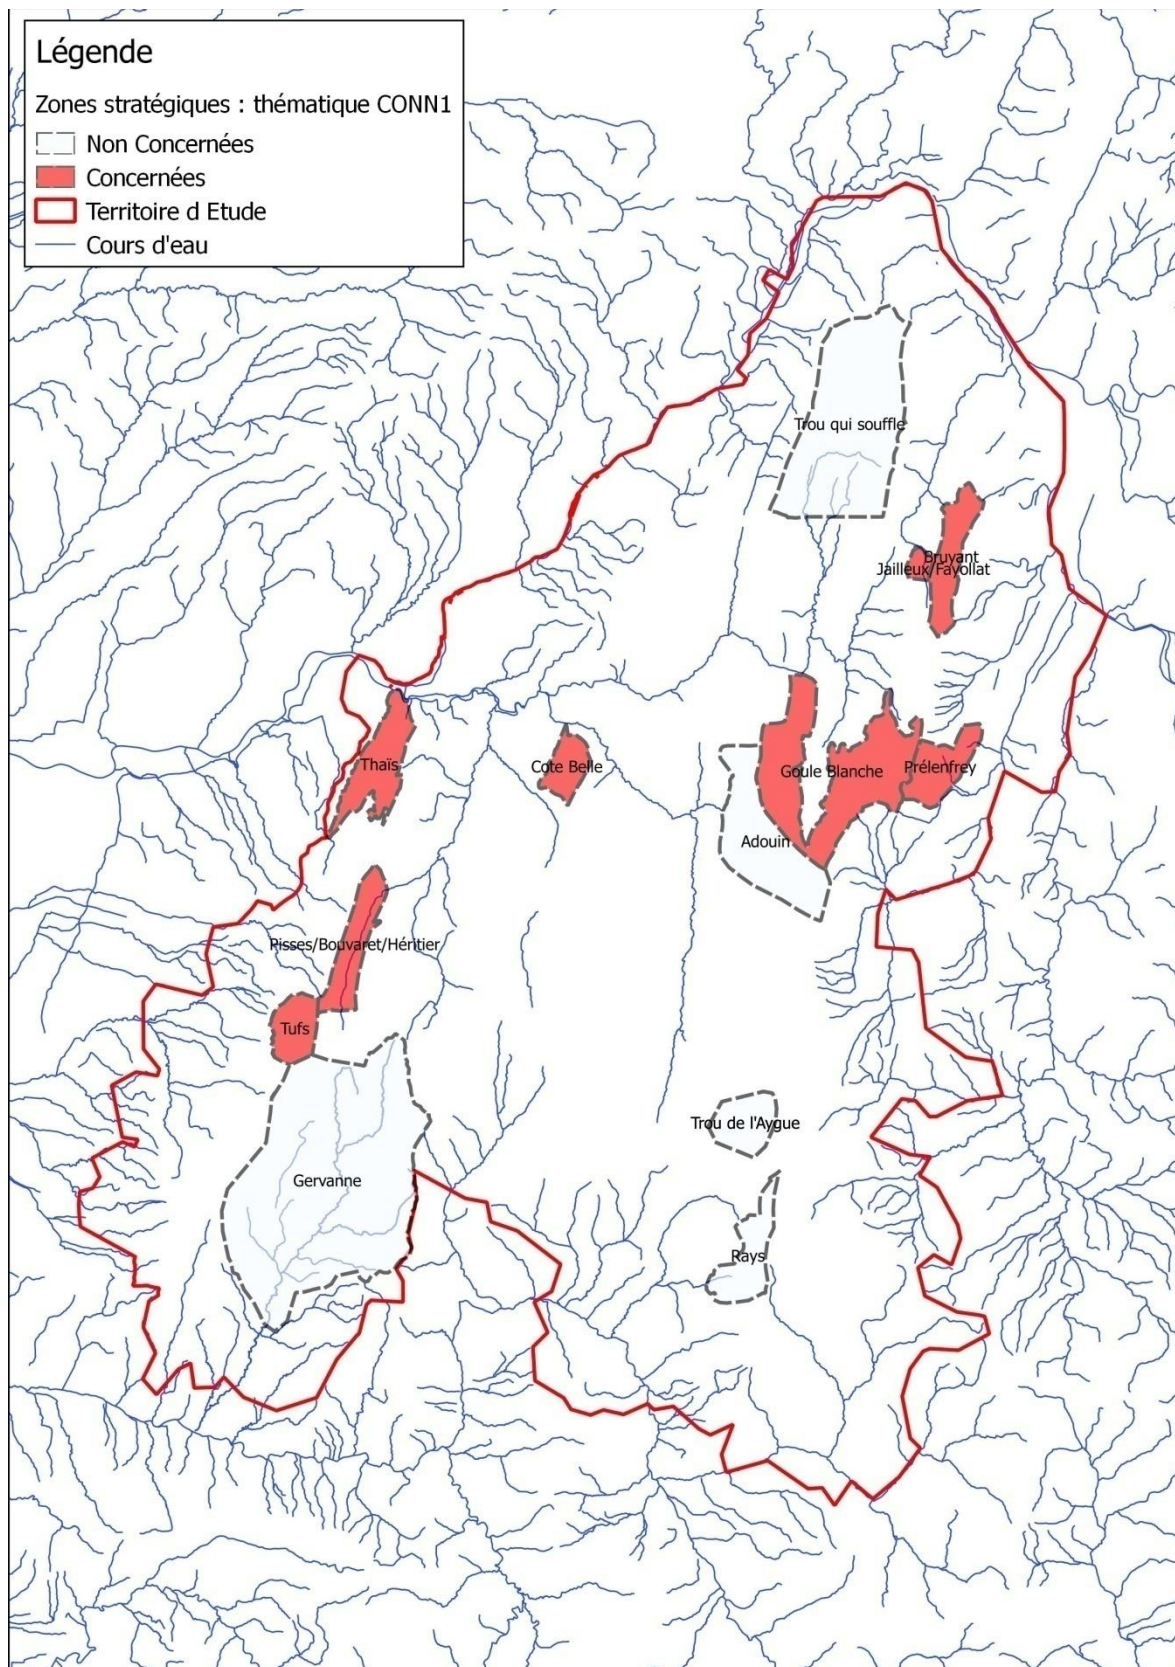 Légende
Zones stratégiques : thématique CONN1
Non Concernées
Concernées
Territoire d Etude
Cours d'eau
Trou qui souffle
Bruyant
Jailleux/Fayollat
Thaïs
Cote Belle
Goule Blanche
Prélenfrey
Adouin
Pisses/Bouvaret/Héritier
Tufs
Trou de l'Aygue
Gervanne
Rays